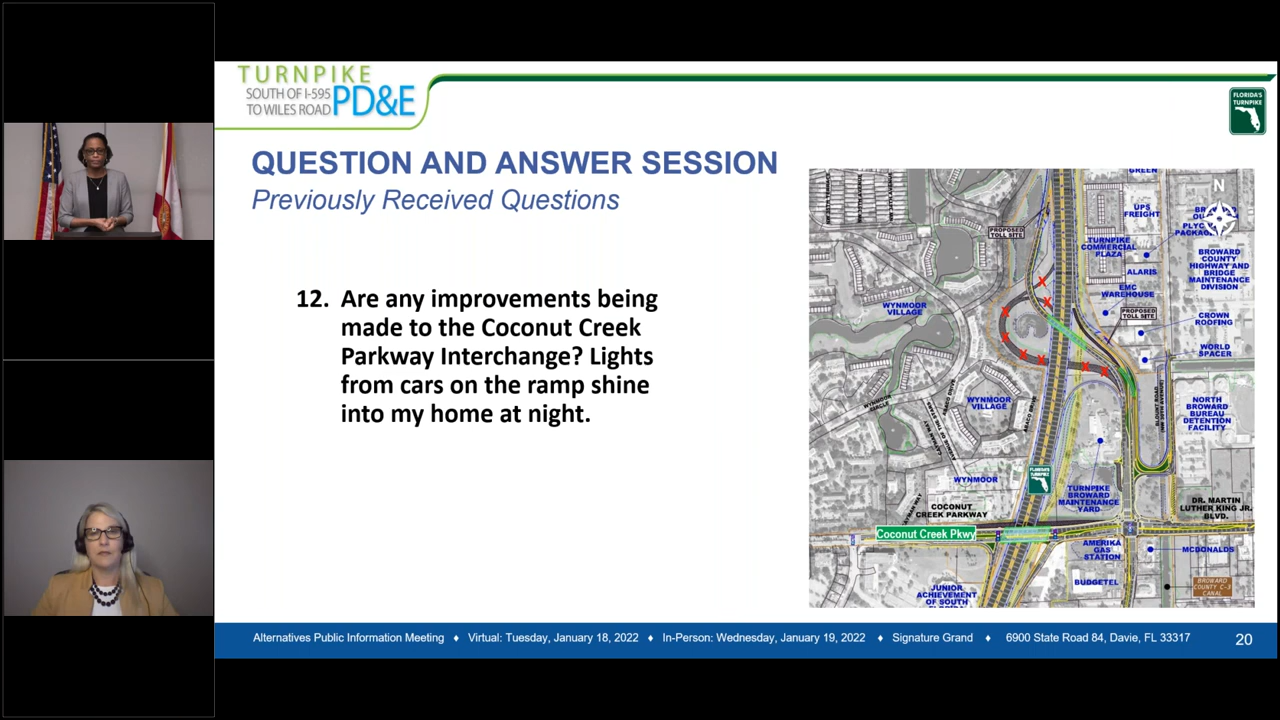 TURNPIKE
SOUTH OF I-595
TO WILES ROAD
PD&E
FLORIDA'S
TURNPIKE
QUESTION AND ANSWER SESSION
Previously Received Questions
12. Are any improvements being
made to the Coconut Creek
Parkway Interchange? Lights
from cars on the ramp shine
into my home at night.
GREEN
N
UPS
FREIGHT
PROPOSED
TOLL SITE
TURNPIKE
COMMERCIAL
PLAZA
BROWARD
COUNTY
HIGHWAY AND
BRIDGE
MAINTENANCE
DIVISION
ALARIS
EMC
WAREHOUSE
WYNMOOR
VILLAGE
PROPOSED
TOLL SITE
CROWN
ROOFING
WORLD
SPACER
WYNMOOR
VILLAGE
NORTH
BROWARD
BUREAU
DETENTION
FACILITY
WYNMOOR
FLORIDA'S
TURNPIKE
TURNPIKE
BROWARD
MAINTENANCE
YARD
COCONUT
CREEK PARKWAY
DR. MARTIN
LUTHER KING JR.
BLVD.
Coconut Creek Pkwy
AMERIKA
GAS
STATION
MCDONALDS
BUDGETEL
BROWARD
COUNTY C-3
CANAL
JUNIOR
ACHIEVEMENT
OF SOUTH
FLORIDA
Alternatives Public Information Meeting ♦ Virtual: Tuesday, January 18, 2022 ♦ In-Person: Wednesday, January 19, 2022 ♦ Signature Grand ♦ 6900 State Road 84, Davie, FL 33317
20